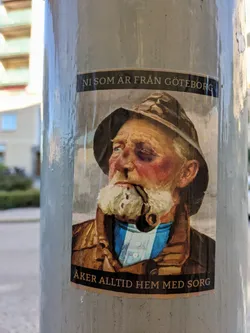 NI SOM ÄR FRÅN GÖTEBORG
ÅKER ALLTID HEM MED SORG